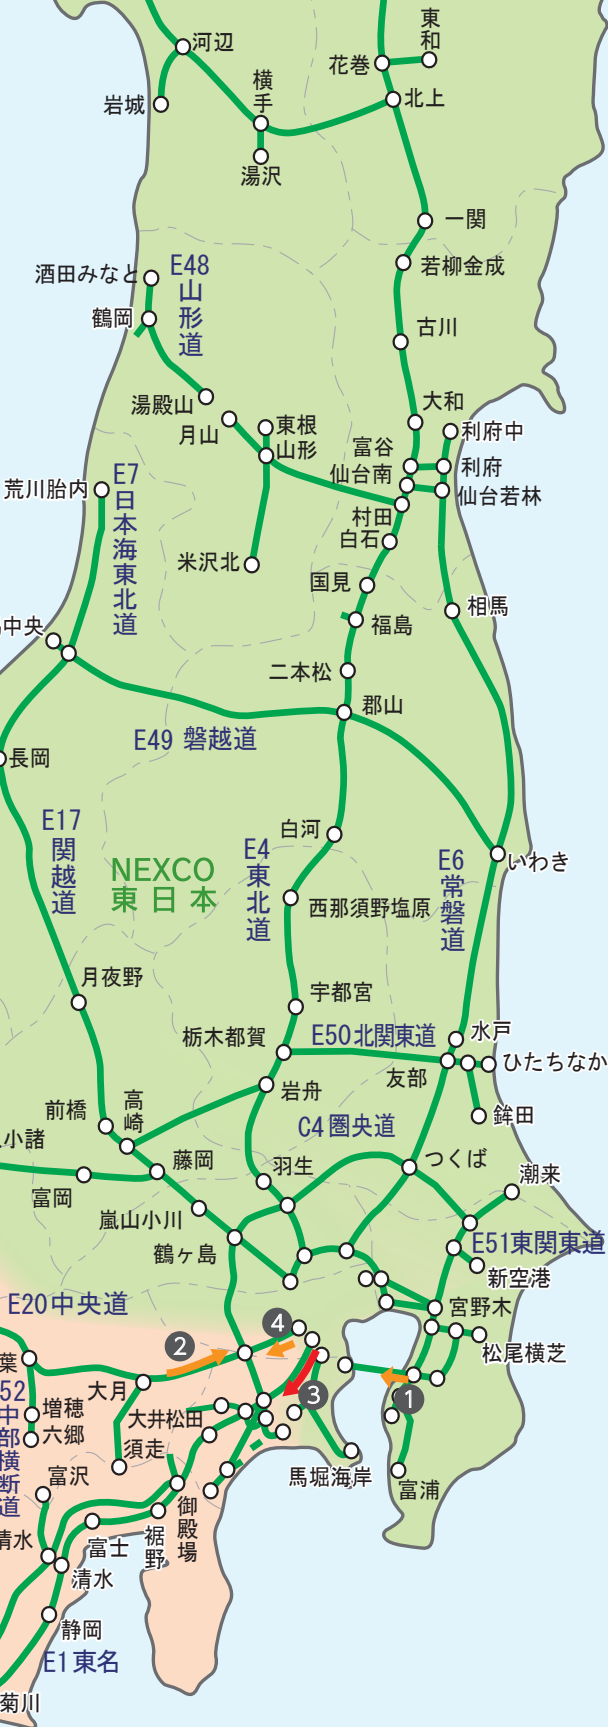 東和
河辺
花巻
横手
岩城
北上
湯沢
一関
E48
山形道
若柳金成
酒田みなと
鶴岡
古川
湯殿山
大和
月山
東根
利府中
山形
富谷
利府
仙台南
E7
日本海東北道
荒川胎内
仙台若林
村田
白石
米沢北
国見
相馬
福島
中央
二本松
郡山
E49 磐越道
長岡
E17
関越道
白河
E4
東北道
E6
常磐道
いわき
NEXCO
東日本
西那須野塩原
月夜野
宇都宮
栃木都賀
E50北関東道
水戸
ひたちなか
友部
岩舟
前橋
高崎
鉾田
C4圏央道
小諸
藤岡
羽生
つくば
潮来
富岡
嵐山小川
鶴ヶ島
E51東関東道
新空港
E20中央道
宮野木
2
4
松尾横芝
葉
大月
3
1
52
中部横断道
増穂
大井松田
六郷
須走
富沢
馬堀海岸
富浦
御殿場
清水
富士
裾野
清水
静岡
E1東名
菊川